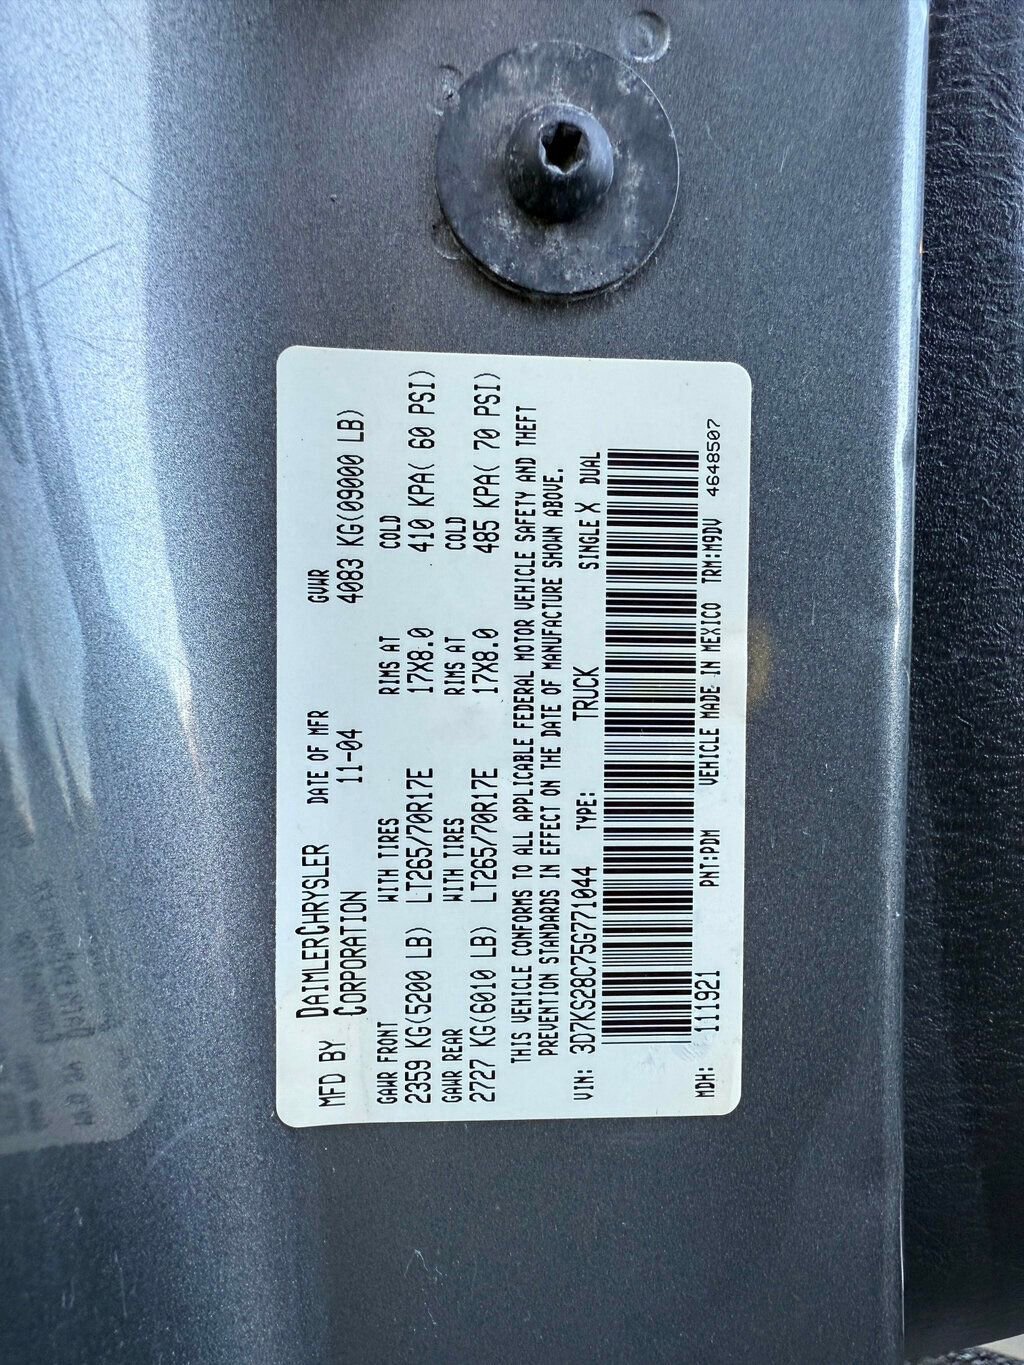 MFD BY DAIMLERCHRYSLER CORPORATION DATE OF MFR 11-04 GVWR 4083 KG(09000 LB)
GAWR FRONT WITH TIRES RIMS AT COLD
2359 KG(5200 LB) LT265/70R17E 17X8.0 410 KPA( 60 PSI)
GAWR REAR WITH TIRES RIMS AT COLD
2727 KG(6010 LB) LT265/70R17E 17X8.0 485 KPA( 70 PSI)
THIS VEHICLE CONFORMS TO ALL APPLICABLE FEDERAL MOTOR VEHICLE SAFETY AND THEFT
PREVENTION STANDARDS IN EFFECT ON THE DATE OF MANUFACTURE SHOWN ABOVE.
VIN: 3D7KS28C75G771044 TYPE: TRUCK SINGLE X DUAL
MDH: 111921 PNT:PDM VEHICLE MADE IN MEXICO TRM:M9DV 4648507